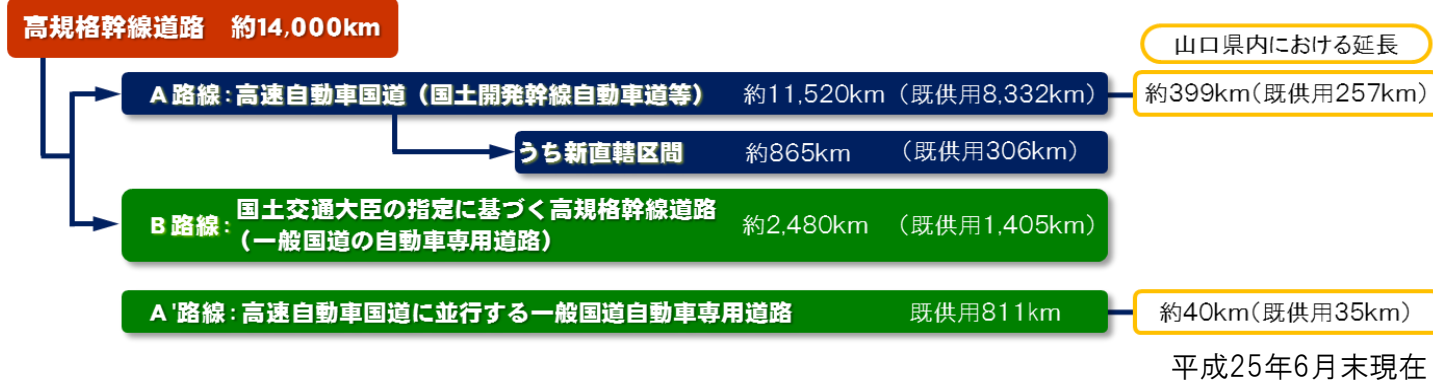 高規格幹線道路 約14,000km
山口県内における延長
A路線:高速自動車国道(国土開発幹線自動車道等) 約11,520km(既供用8,332km)
約399km(既供用257km)
うち新直轄区間 約865km (既供用306km)
B路線:国土交通大臣の指定に基づく高規格幹線道路
(一般国道の自動車専用道路)
約2,480km (既供用1,405km)
A'路線:高速自動車国道に並行する一般国道自動車専用道路 既供用811km
約40km(既供用35km)
平成25年6月末現在